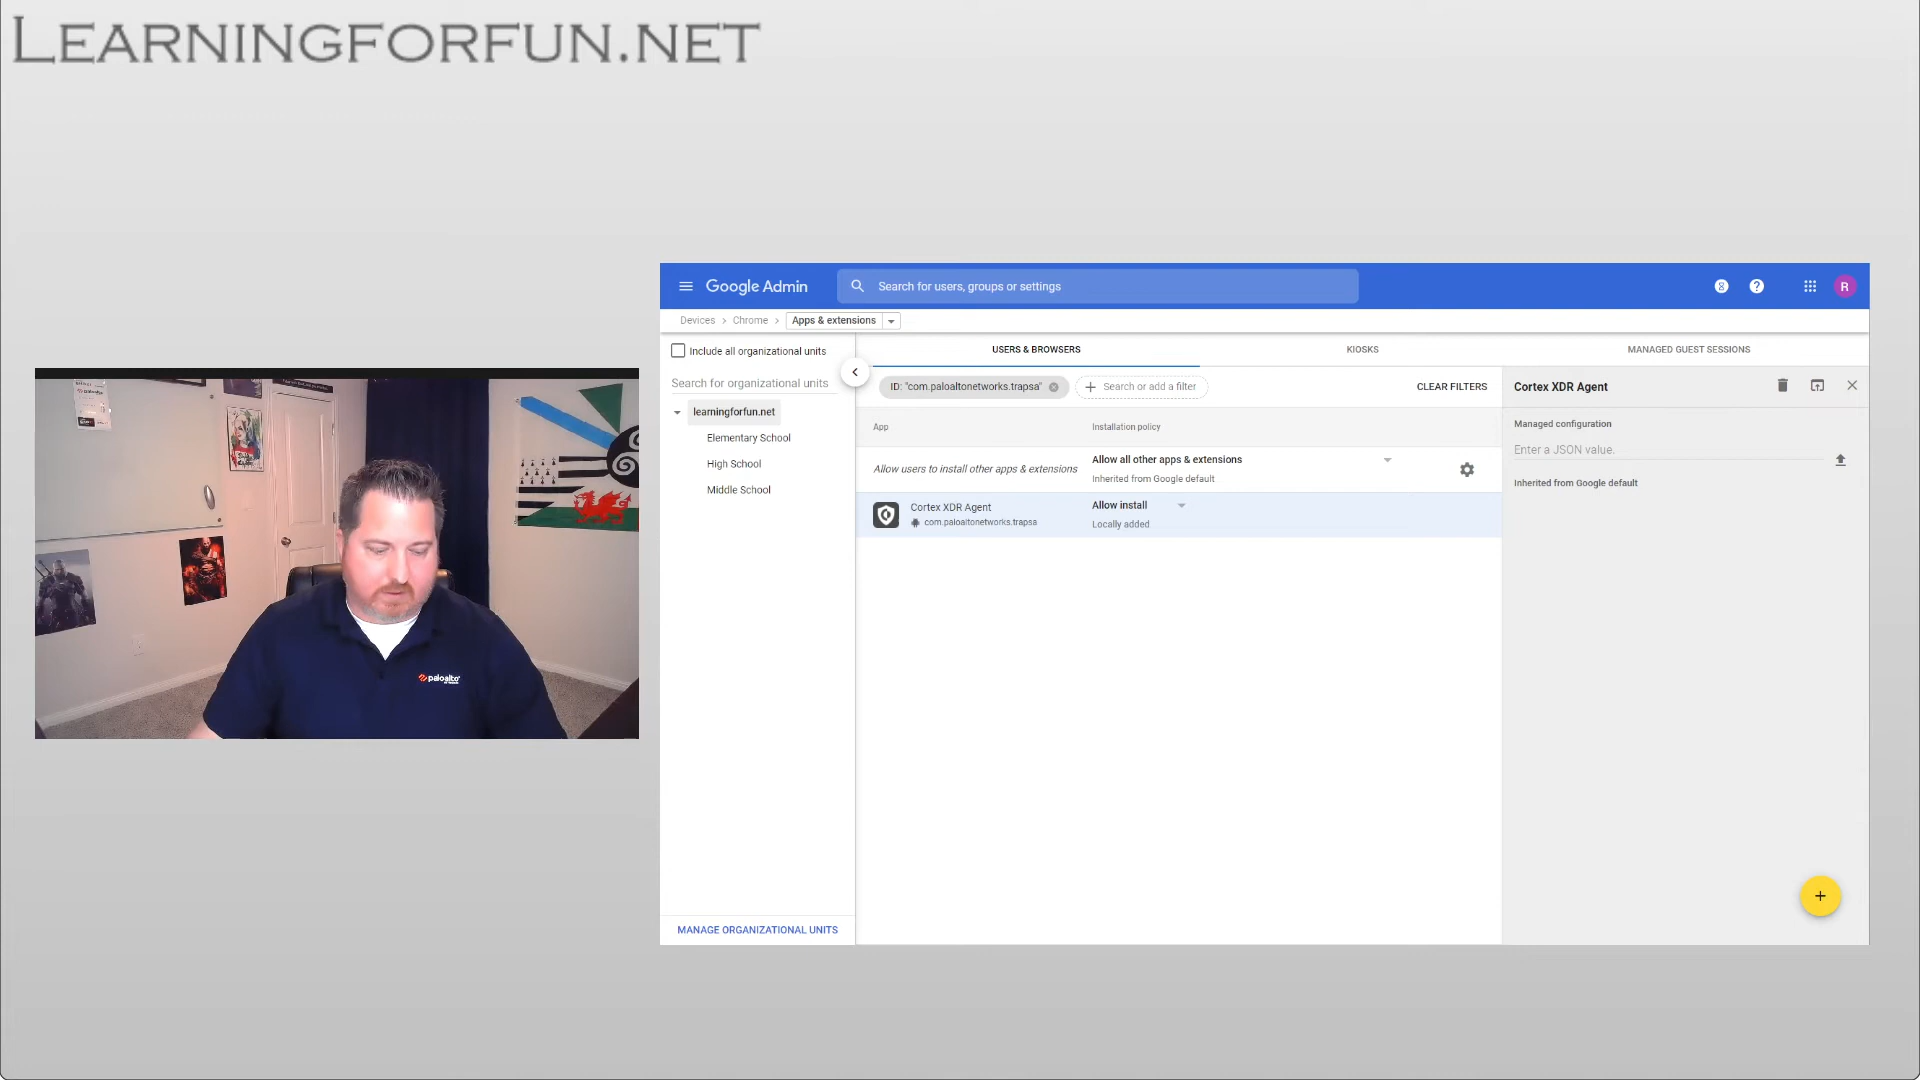 LEARNINGFORFUN.NET
Google Admin
Search for users, groups or settings
R
Devices > Chrome > Apps & extensions
Include all organizational units
Search for organizational units
learningforfun.net
Elementary School
High School
Middle School
MANAGE ORGANIZATIONAL UNITS
USERS & BROWSERS
KIOSKS
MANAGED GUEST SESSIONS
ID: "com.paloaltonetworks.trapsa"
Search or add a filter
CLEAR FILTERS
App
Installation policy
Allow users to install other apps & extensions
Allow all other apps & extensions
Inherited from Google default
Cortex XDR Agent
com.paloaltonetworks.trapsa
Allow install
Locally added
Cortex XDR Agent
Managed configuration
Enter a JSON value.
Inherited from Google default
paloalto